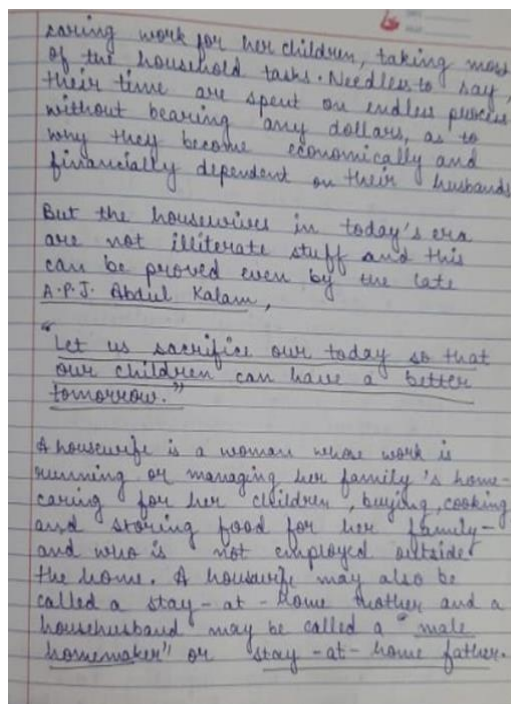 caring work for her children, taking most
of the household tasks. Needless to say,
their time are spent on endless process
without bearing any dollars, as to
why they become economically and
financially dependent on their husbands
But the housewives in today's era
are not illiterate stuff and this
can be proved even by the late
A.P.J. Abdul Kalam,
"Let us sacrifice our today so that
our children can have a better
tomorrow."
A housewife is a woman whose work is
running or managing her family's home-
caring for her children, buying, cooking
and storing food for her family-
and who is not employed outside
the home. A housewife may also be
called a stay-at-home mother and a
househusband may be called a "male
homemaker" or stay-at-home father.